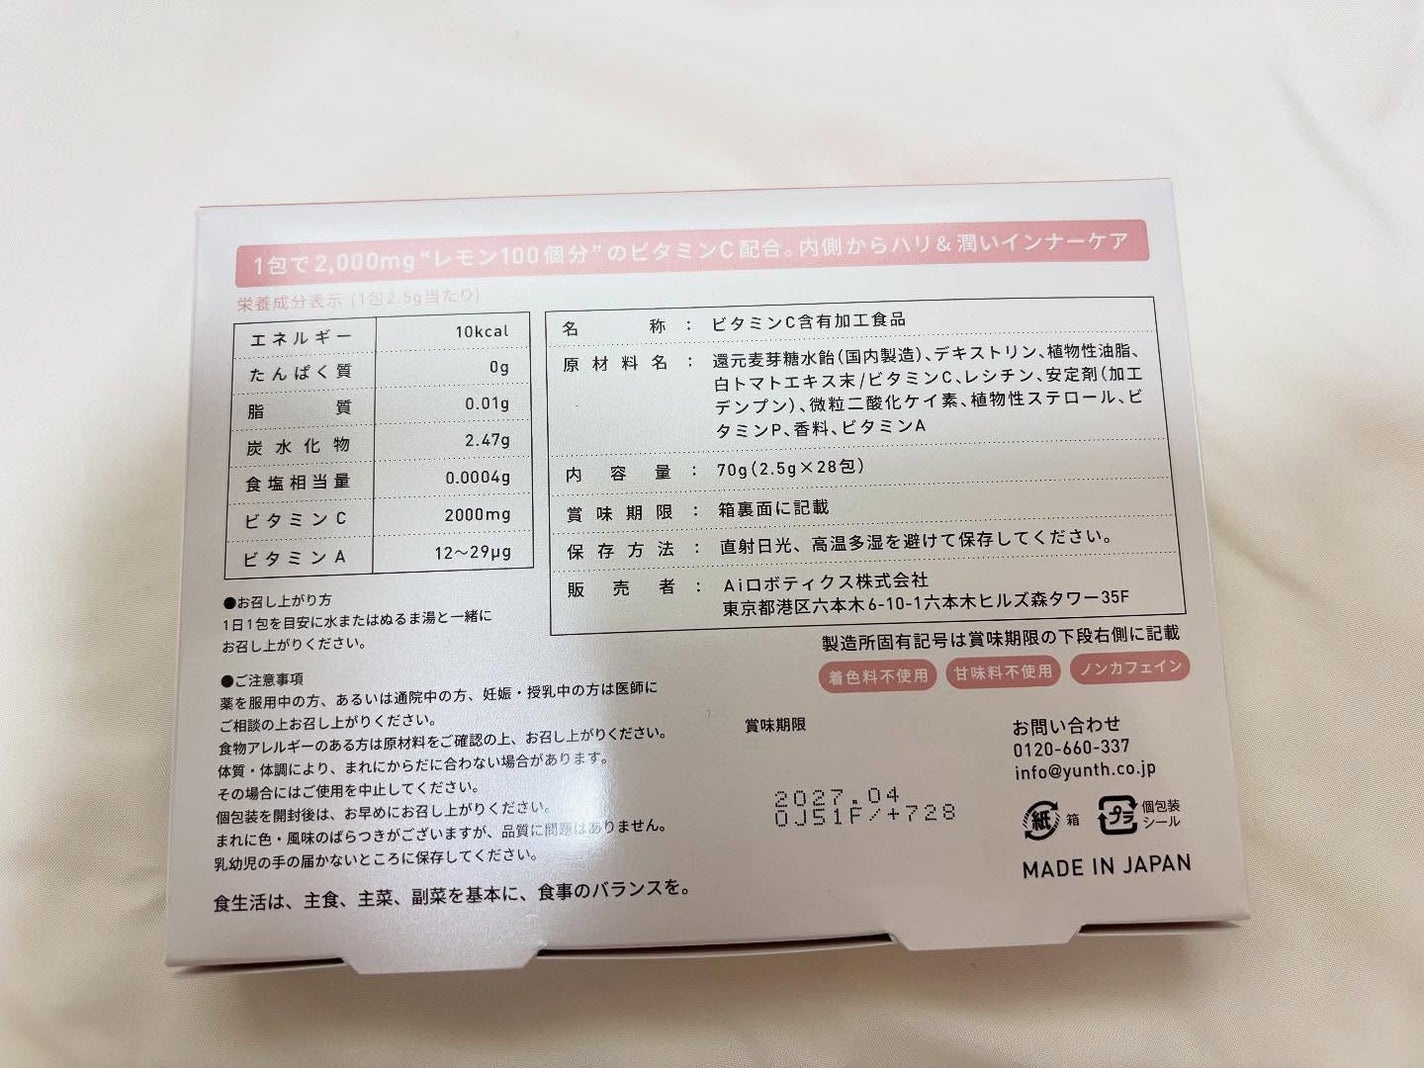 1包で2,000mg“レモン100個分”のビタミンC配合。内側からハリ＆潤いインナーケア
栄養成分表示 (1包2.5g当たり)
エネルギー 10kcal
たんぱく質 0g
脂質 0.01g
炭水化物 2.47g
食塩相当量 0.0004g
ビタミンC 2000mg
ビタミンA 12〜29μg
●お召し上がり方
1日1包を目安に水またはぬるま湯と一緒に
お召し上がりください。
●ご注意事項
薬を服用中の方、あるいは通院中の方、妊娠・授乳中の方は医師に
ご相談の上お召し上がりください。
食物アレルギーのある方は原材料をご確認の上、お召し上がりください。
体質・体調により、まれにからだに合わない場合があります。
その場合にはご使用を中止してください。
個包装を開封後は、お早めにお召し上がりください。
まれに色・風味のばらつきがございますが、品質に問題はありません。
乳幼児の手の届かないところに保存してください。
食生活は、主食、主菜、副菜を基本に、食事のバランスを。
名称：ビタミンC含有加工食品
原材料名：還元麦芽糖水飴（国内製造）、デキストリン、植物性油脂、
白トマトエキス末/ビタミンC、レシチン、安定剤（加工
デンプン）、微粒二酸化ケイ素、植物性ステロール、ビ
タミンP、香料、ビタミンA
内容量：70g（2.5g×28包）
賞味期限：箱裏面に記載
保存方法：直射日光、高温多湿を避けて保存してください。
販売者：Aiロボティクス株式会社
東京都港区六本木6-10-1六本木ヒルズ森タワー35F
製造所固有記号は賞味期限の下段右側に記載
着色料不使用 甘味料不使用 ノンカフェイン
賞味期限
2027.04
0J51F/+728
お問い合わせ
0120-660-337
info@yunth.co.jp
紙 箱 プラ 個包装
シール
MADE IN JAPAN